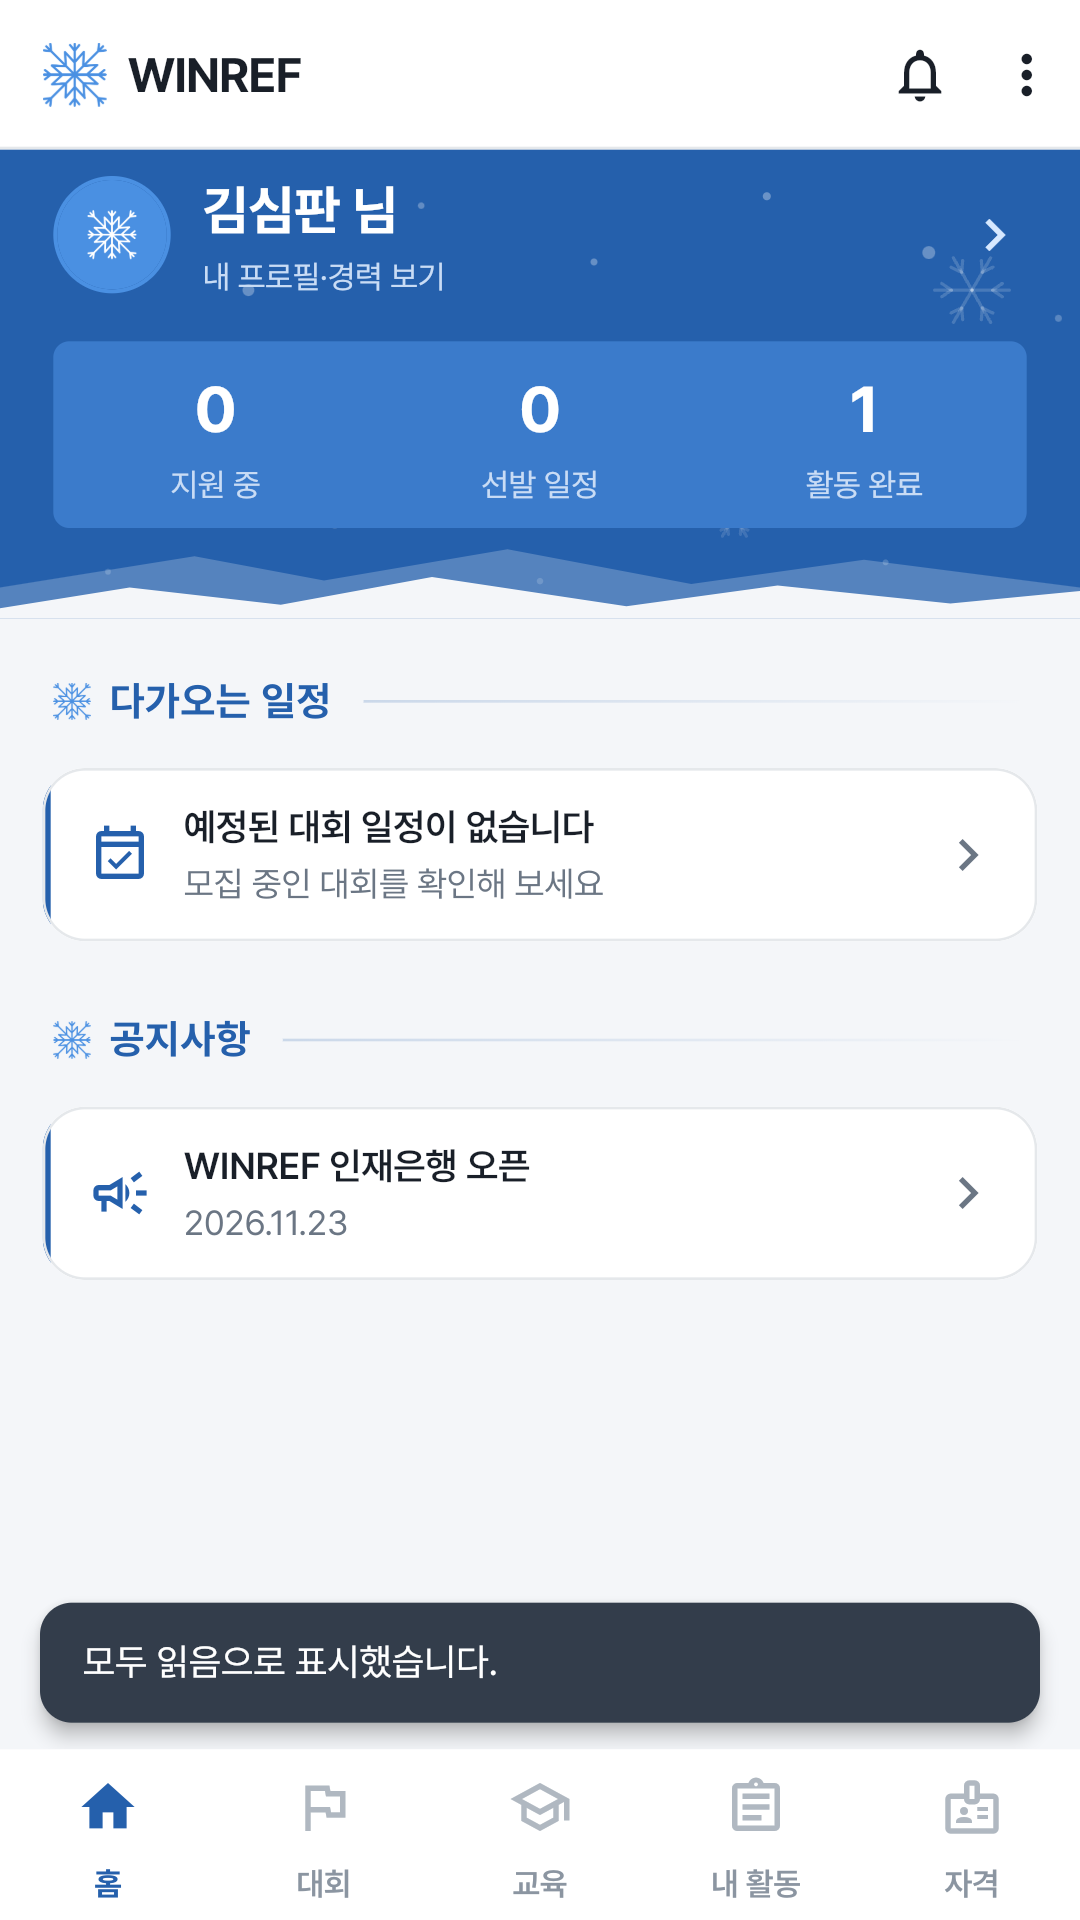 WINREF
김심판 님
내 프로필·경력 보기
0
0
1
지원 중
선발 일정
활동 완료
다가오는 일정
예정된 대회 일정이 없습니다
모집 중인 대회를 확인해 보세요
공지사항
WINREF 인재은행 오픈
2026.11.23
모두 읽음으로 표시했습니다.
홈
대회
교육
내 활동
자격